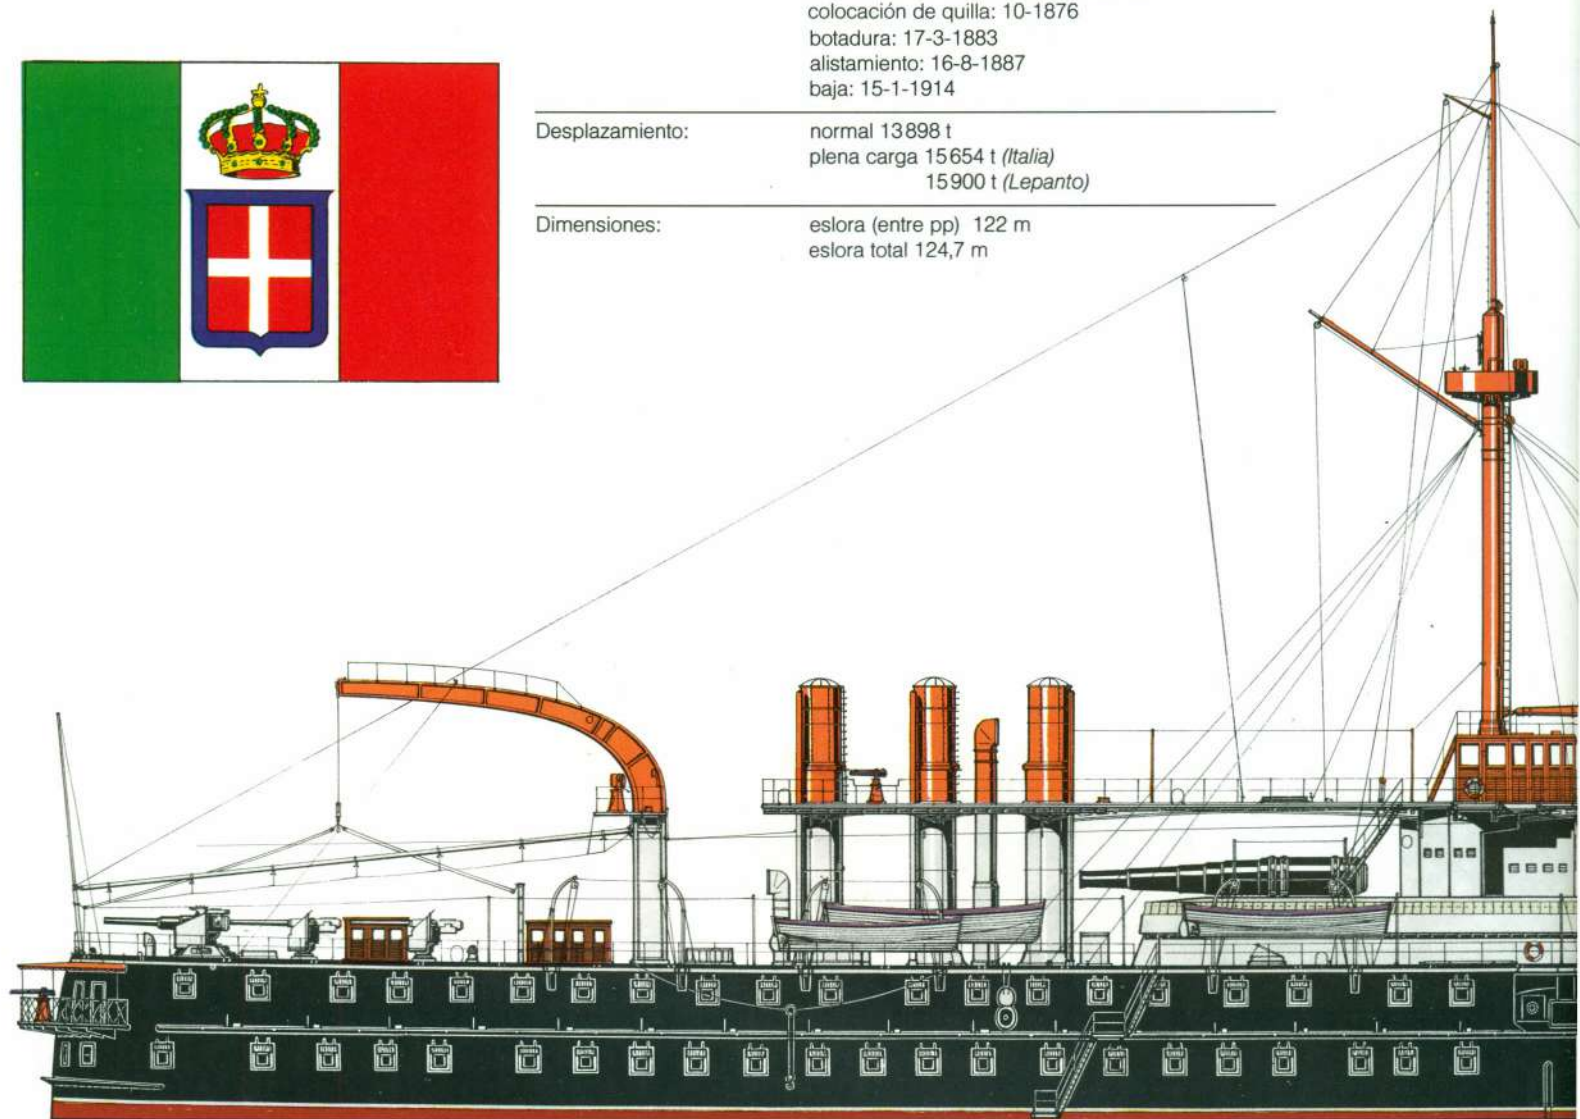 colocación de quilla: 10-1876
botadura: 17-3-1883
alistamiento: 16-8-1887
baja: 15-1-1914
Desplazamiento: normal 13898 t
plena carga 15654 t (Italia)
15900 t (Lepanto)
Dimensiones: eslora (entre pp) 122 m
eslora total 124,7 m